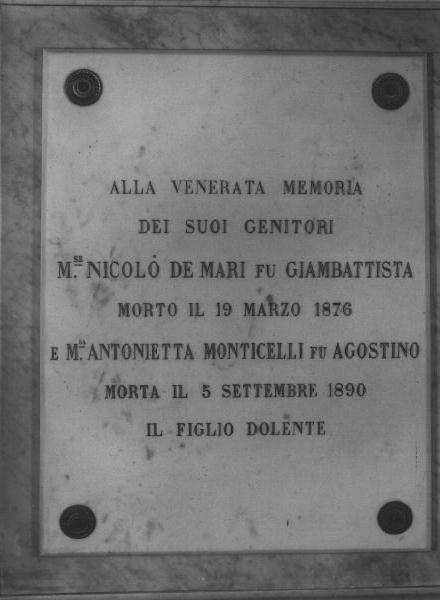 ALLA VENERATA MEMORIA
DEI SUOI GENITORI
M.SE NICOLÒ DE MARI FU GIAMBATTISTA
MORTO IL 19 MARZO 1876
E M.SA ANTONIETTA MONTICELLI FU AGOSTINO
MORTA IL 5 SETTEMBRE 1890
IL FIGLIO DOLENTE